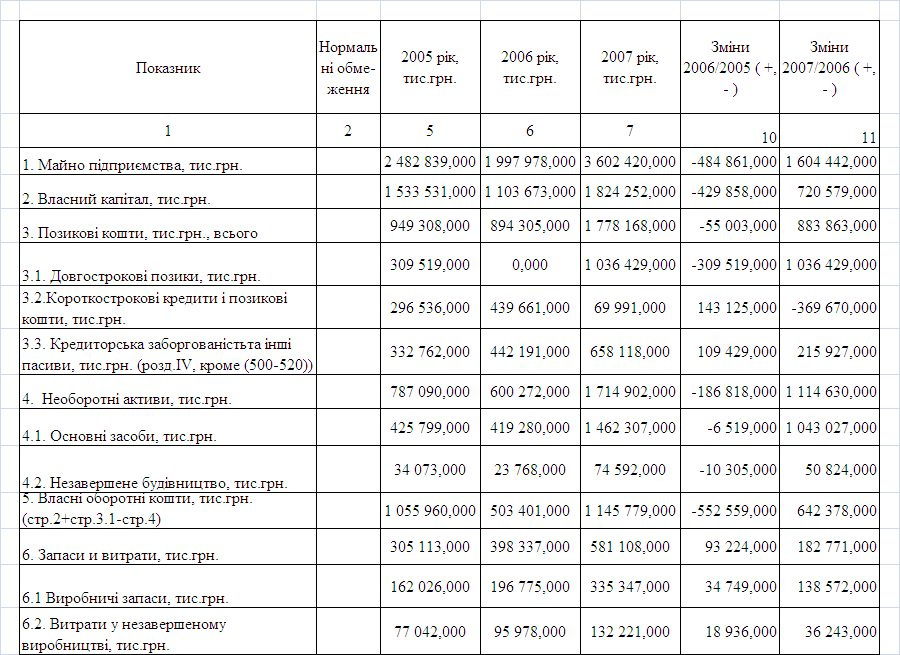 Показник Нормаль ні обме- ження 2005 рік, тис.грн. 2006 рік, тис.грн. 2007 рік, тис.грн. Зміни 2006/2005 ( +, - ) Зміни 2007/2006 ( +, - )
1 2 5 6 7 10 11
1. Майно підприємства, тис.грн. 2 482 839,000 1 997 978,000 3 602 420,000 -484 861,000 1 604 442,000
2. Власний капітал, тис.грн. 1 533 531,000 1 103 673,000 1 824 252,000 -429 858,000 720 579,000
3. Позикові кошти, тис.грн., всього 949 308,000 894 305,000 1 778 168,000 -55 003,000 883 863,000
3.1. Довгострокові позики, тис.грн. 309 519,000 0,000 1 036 429,000 -309 519,000 1 036 429,000
3.2.Короткострокові кредити і позикові
кошти, тис.грн. 296 536,000 439 661,000 69 991,000 143 125,000 -369 670,000
3.3. Кредиторська заборгованістьта інші
пасиви, тис.грн. (розд.IV, кроме (500-520)) 332 762,000 442 191,000 658 118,000 109 429,000 215 927,000
4. Необоротні активи, тис.грн. 787 090,000 600 272,000 1 714 902,000 -186 818,000 1 114 630,000
4.1. Основні засоби, тис.грн. 425 799,000 419 280,000 1 462 307,000 -6 519,000 1 043 027,000
4.2. Незавершене будівництво, тис.грн. 34 073,000 23 768,000 74 592,000 -10 305,000 50 824,000
5. Власні оборотні кошти, тис.грн.
(стр.2+стр.3.1-стр.4) 1 055 960,000 503 401,000 1 145 779,000 -552 559,000 642 378,000
6. Запаси и витрати, тис.грн. 305 113,000 398 337,000 581 108,000 93 224,000 182 771,000
6.1 Виробничі запаси, тис.грн. 162 026,000 196 775,000 335 347,000 34 749,000 138 572,000
6.2. Витрати у незавершеному
виробництві, тис.грн. 77 042,000 95 978,000 132 221,000 18 936,000 36 243,000